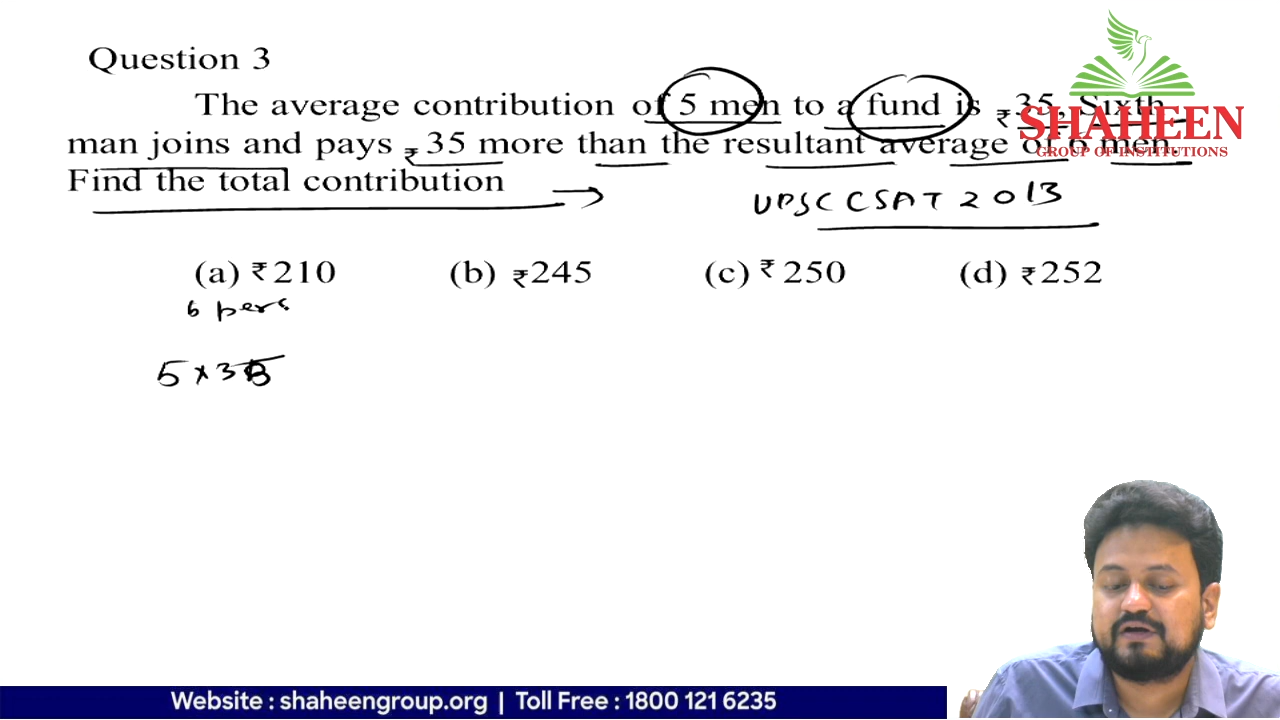 Question 3
The average contribution of 5 men to a fund is ₹35, Sixth
man joins and pays ₹35 more than the resultant average of 6 men.
Find the total contribution
UPSC CSAT 2013
(a) ₹210 (b) ₹245 (c) ₹250 (d) ₹252
6 pers
5 × 35
SHAHEEN
GROUP OF INSTITUTIONS
Website : shaheengroup.org | Toll Free : 1800 121 6235